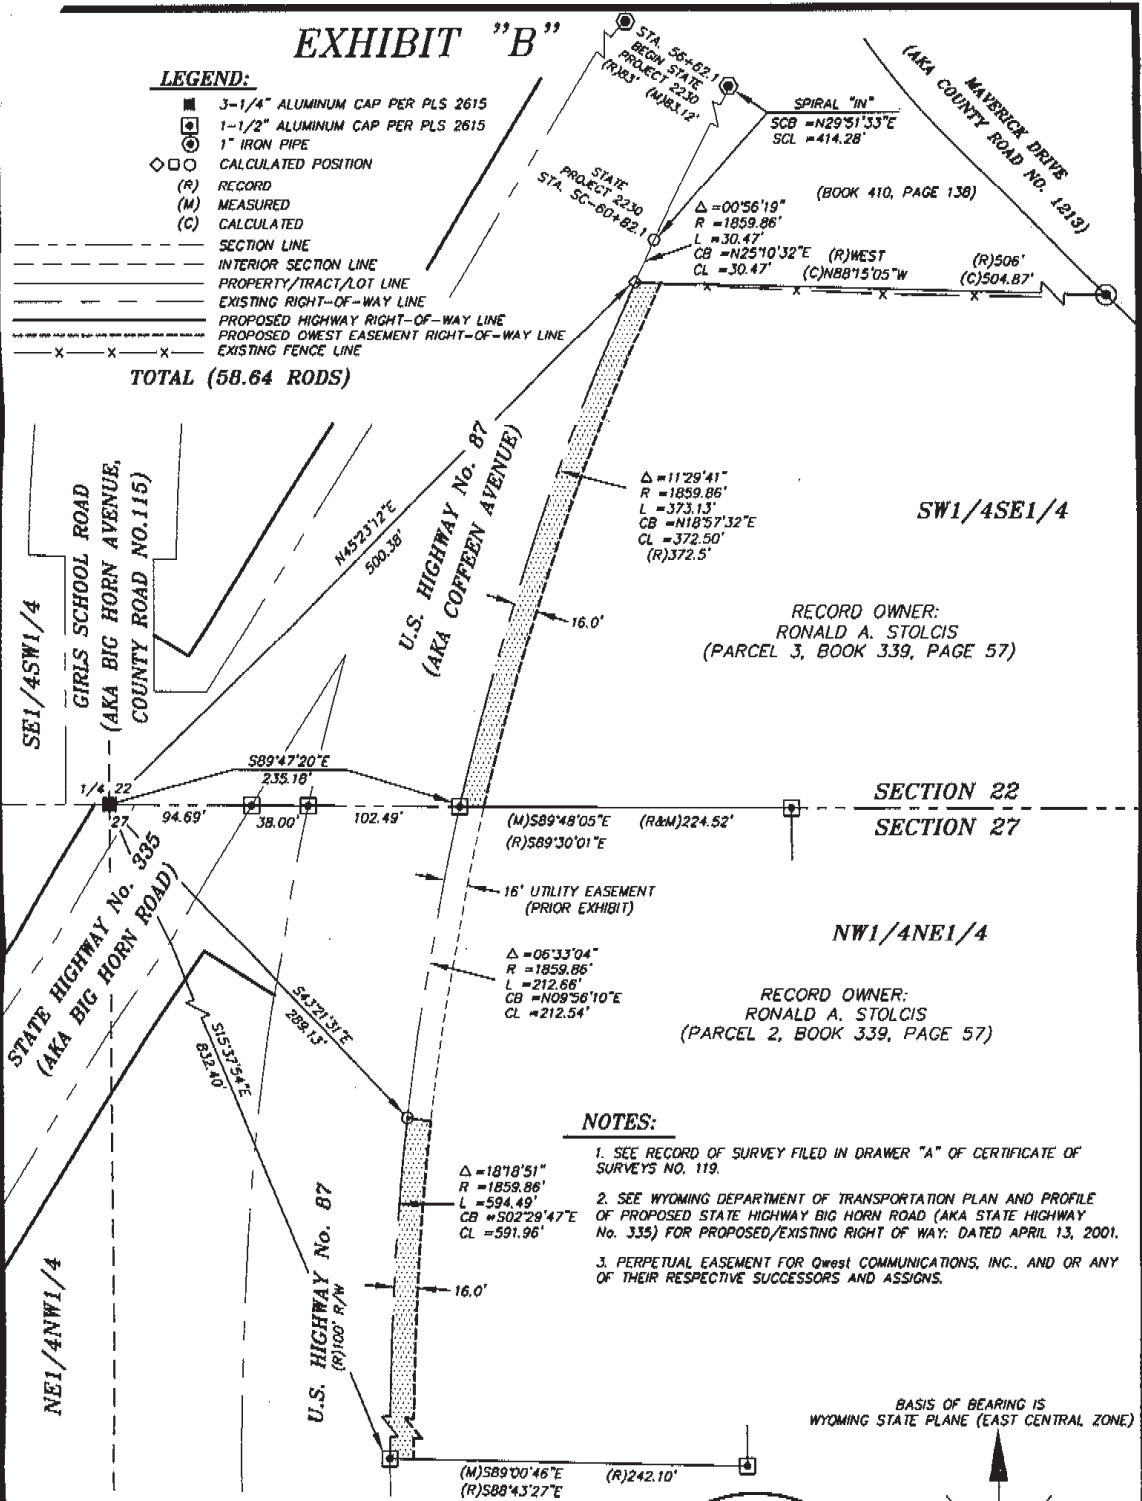 EXHIBIT "B"
LEGEND:
3-1/4" ALUMINUM CAP PER PLS 2615
1-1/2" ALUMINUM CAP PER PLS 2615
1" IRON PIPE
CALCULATED POSITION
(R) RECORD
(M) MEASURED
(C) CALCULATED
SECTION LINE
INTERIOR SECTION LINE
PROPERTY/TRACT/LOT LINE
EXISTING RIGHT-OF-WAY LINE
PROPOSED HIGHWAY RIGHT-OF-WAY LINE
PROPOSED QWEST EASEMENT RIGHT-OF-WAY LINE
EXISTING FENCE LINE
TOTAL (58.64 RODS)
STA. 56+62.1
BEGIN STATE
PROJECT 2230
(R)83'
(M)83.12'
SPIRAL "IN"
SCB =N29°51'33"E
SCL =414.28'
STATE
PROJECT 2230
STA. SC-60+82.1
MAVERICK DRIVE
(AKA COUNTY ROAD NO. 1213)
(BOOK 410, PAGE 138)
Δ =00°56'19"
R =1859.86'
L =30.47'
CB =N25°10'32"E
CL =30.47'
(R)WEST
(C)N88°15'05"W
(R)506'
(C)504.87'
U.S. HIGHWAY No. 87
(AKA COFFEEN AVENUE)
N45°23'12"E
500.38'
Δ =11°29'41"
R =1859.86'
L =373.13'
CB =N18°57'32"E
CL =372.50'
(R)372.5'
16.0'
SW1/4SE1/4
RECORD OWNER:
RONALD A. STOLCIS
(PARCEL 3, BOOK 339, PAGE 57)
SE1/4SW1/4
GIRLS SCHOOL ROAD
(AKA BIG HORN AVENUE,
COUNTY ROAD NO.115)
S89°47'20"E
235.18'
1/4 22
27
94.69'
38.00'
102.49'
(M)S89°48'05"E
(R)S89°30'01"E
(R&M)224.52'
SECTION 22
SECTION 27
16' UTILITY EASEMENT
(PRIOR EXHIBIT)
NW1/4NE1/4
STATE HIGHWAY No. 335
(AKA BIG HORN ROAD)
Δ =06°33'04"
R =1859.86'
L =212.66'
CB =N09°56'10"E
CL =212.54'
RECORD OWNER:
RONALD A. STOLCIS
(PARCEL 2, BOOK 339, PAGE 57)
S43°21'31"E
289.13'
S15°37'54"E
832.40'
NOTES:
1. SEE RECORD OF SURVEY FILED IN DRAWER "A" OF CERTIFICATE OF
SURVEYS NO. 119.
2. SEE WYOMING DEPARTMENT OF TRANSPORTATION PLAN AND PROFILE
OF PROPOSED STATE HIGHWAY BIG HORN ROAD (AKA STATE HIGHWAY
No. 335) FOR PROPOSED/EXISTING RIGHT OF WAY: DATED APRIL 13, 2001.
3. PERPETUAL EASEMENT FOR Qwest COMMUNICATIONS, INC., AND OR ANY
OF THEIR RESPECTIVE SUCCESSORS AND ASSIGNS.
Δ =18°18'51"
R =1859.86'
L =594.49'
CB =S02°29'47"E
CL =591.96'
16.0'
U.S. HIGHWAY No. 87
(R)100' R/W
NE1/4NW1/4
BASIS OF BEARING IS
WYOMING STATE PLANE (EAST CENTRAL ZONE)
(M)S89°00'46"E
(R)S88°43'27"E
(R)242.10'